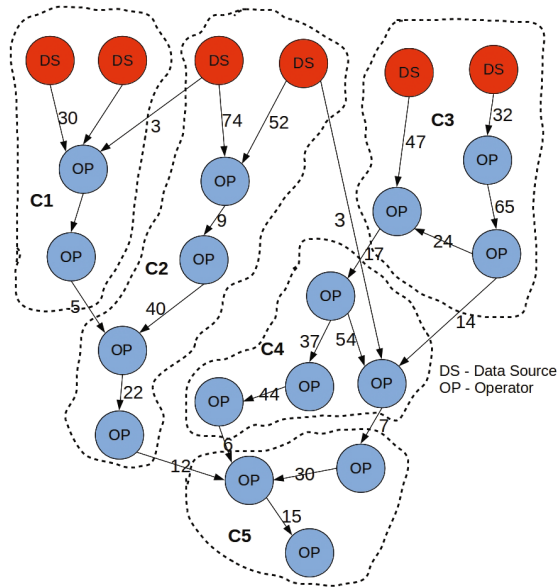 DS
DS
DS
DS
DS
DS
30
3
74
52
47
C3
32
OP
OP
OP
65
C1
OP
9
3
24
OP
OP
C2
OP
17
5
40
OP
14
OP
37
54
C4
22
44
OP
OP
OP
DS - Data Source
OP - Operator
OP
6
7
12
OP
30
OP
15
C5
OP